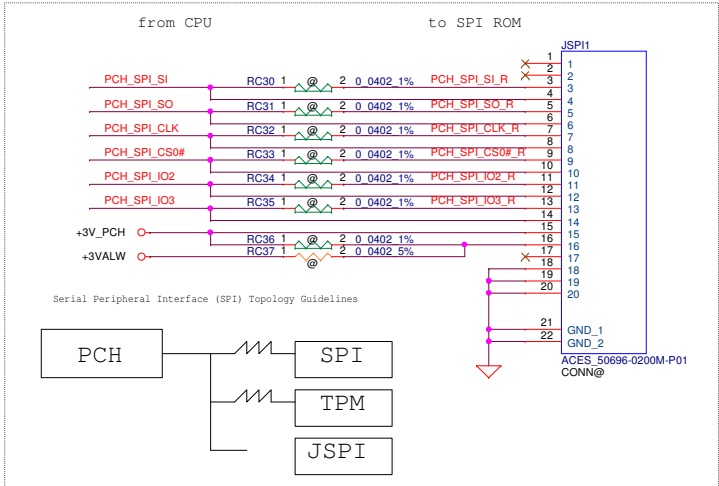 from CPU to SPI ROM
JSPI1
1 1
2 2
PCH_SPI_SI RC30 1 @ 2 0_0402_1% PCH_SPI_SI_R 3 3
4 4
PCH_SPI_SO RC31 1 @ 2 0_0402_1% PCH_SPI_SO_R 5 5
6 6
PCH_SPI_CLK RC32 1 @ 2 0_0402_1% PCH_SPI_CLK_R 7 7
8 8
PCH_SPI_CS0# RC33 1 @ 2 0_0402_1% PCH_SPI_CS0#_R 9 9
10 10
PCH_SPI_IO2 RC34 1 @ 2 0_0402_1% PCH_SPI_IO2_R 11 11
12 12
PCH_SPI_IO3 RC35 1 @ 2 0_0402_1% PCH_SPI_IO3_R 13 13
14 14
+3V_PCH 15 15
RC36 1 @ 2 0_0402_1% 16 16
+3VALW RC37 1 @ 2 0_0402_5% 17 17
18 18
19 19
20 20
Serial Peripheral Interface (SPI) Topology Guidelines
21 GND_1
22 GND_2
ACES_50696-0200M-P01
CONN@
PCH SPI
TPM
JSPI